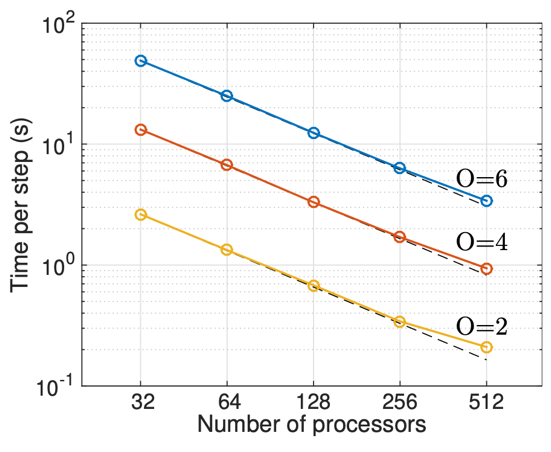 10^2
10^1
10^0
10^-1
Time per step (s)
O=6
O=4
O=2
32 64 128 256 512
Number of processors